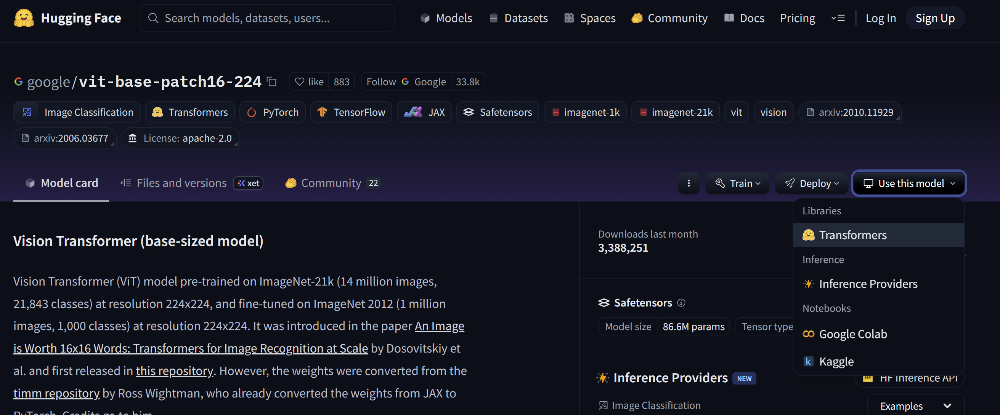 Hugging Face
Search models, datasets, users...
Models
Datasets
Spaces
Community
Docs
Pricing
Log In
Sign Up
google/vit-base-patch16-224
like 883
Follow Google 33.8k
Image Classification
Transformers
PyTorch
TensorFlow
JAX
Safetensors
imagenet-1k
imagenet-21k
vit
vision
arxiv:2010.11929
arxiv:2006.03677
License: apache-2.0
Model card
Files and versions
xet
Community 22
Train
Deploy
Use this model
Libraries
Transformers
Inference
Inference Providers
Notebooks
Google Colab
k Kaggle
Vision Transformer (base-sized model)
Vision Transformer (ViT) model pre-trained on ImageNet-21k (14 million images,
21,843 classes) at resolution 224x224, and fine-tuned on ImageNet 2012 (1 million
images, 1,000 classes) at resolution 224x224. It was introduced in the paper An Image
is Worth 16x16 Words: Transformers for Image Recognition at Scale by Dosovitskiy et
al. and first released in this repository. However, the weights were converted from the
timm repository by Ross Wightman, who already converted the weights from JAX to
PyTorch. Credits go to him.
Downloads last month
3,388,251
Safetensors
Model size 86.6M params
Tensor type
Inference Providers NEW
HF HF Inference API
Image Classification
Examples